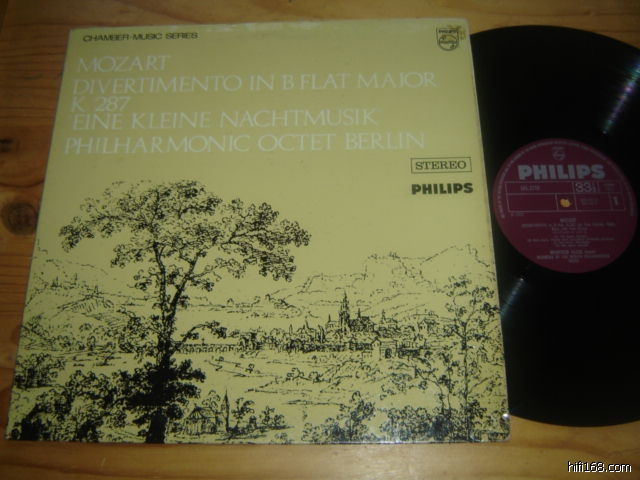 CHAMBER-MUSIC SERIES
MOZART
DIVERTIMENTO IN B FLAT MAJOR
K. 287
'EINE KLEINE NACHTMUSIK'
PHILHARMONIC OCTET BERLIN
STEREO
PHILIPS
PHILIPS
33⅓
1
MOZART
hifi168.com